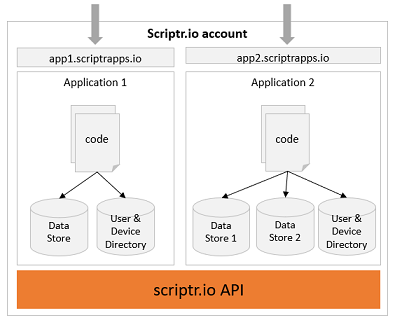 Scriptr.io account
app1.scriptrapps.io
app2.scriptrapps.io
Application 1
Application 2
code
code
Data
Store
User &
Device
Directory
Data
Store 1
Data
Store 2
User &
Device
Directory
scriptr.io API